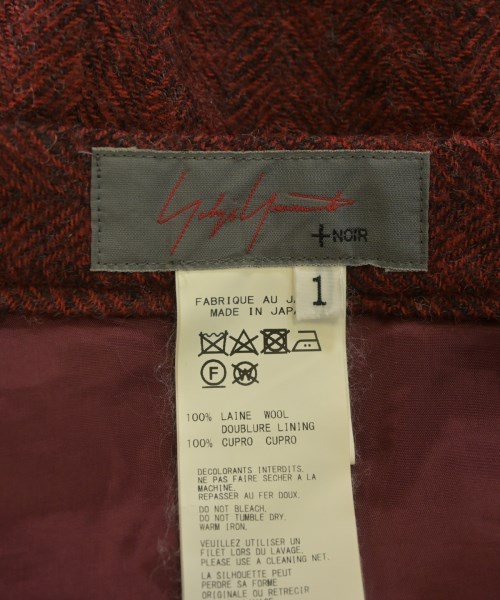 Yohji Yamamoto
+NOIR
1
FABRIQUE AU JA
MADE IN JAPA
F
W
100% LAINE WOOL
DOUBLURE LINING
100% CUPRO CUPRO
DECOLORANTS INTERDITS,
NE PAS FAIRE SECHER A LA
MACHINE,
REPASSER AU FER DOUX.
DO NOT BLEACH.
DO NOT TUMBLE DRY.
WARM IRON.
VEUILLEZ UTILISER UN
FILET LORS DU LAVAGE.
PLEASE USE A CLEANING NET.
LA SILHOUETTE PEUT
PERDRE SA FORME
ORIGINALE OU RETRECIR